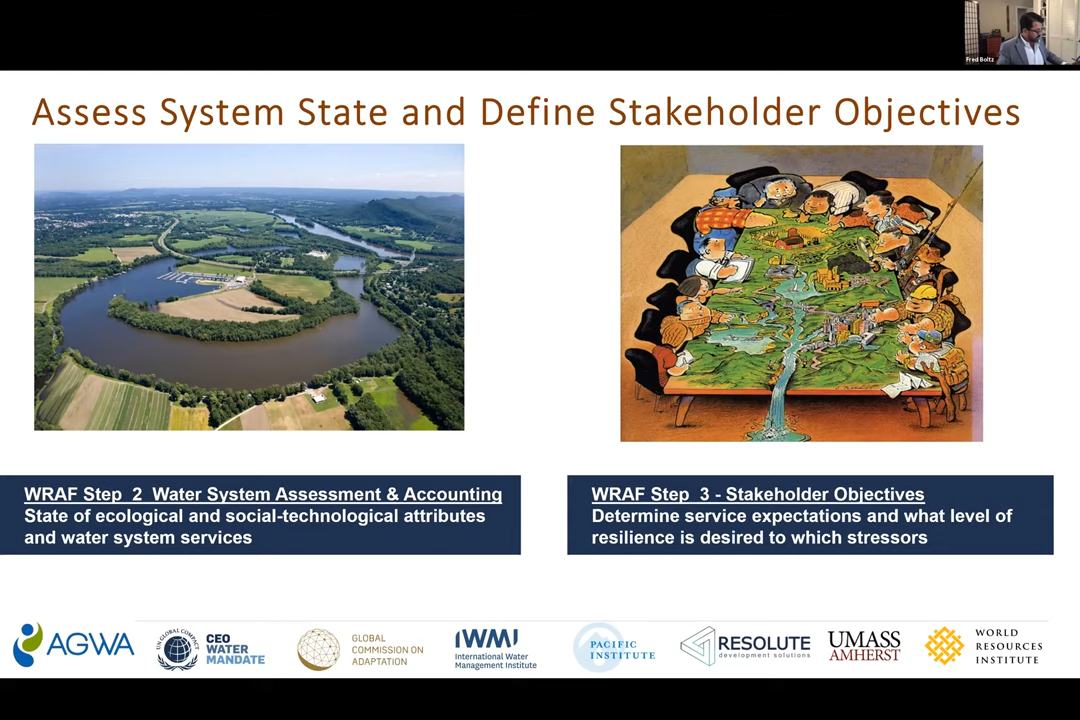 Fred Boltz
Assess System State and Define Stakeholder Objectives
WRAF Step 2 Water System Assessment & Accounting
State of ecological and social-technological attributes
and water system services
WRAF Step 3 - Stakeholder Objectives
Determine service expectations and what level of
resilience is desired to which stressors
AGWA
UN GLOBAL COMPACT
CEO
WATER
MANDATE
GLOBAL
COMMISSION ON
ADAPTATION
IWMI
International Water
Management Institute
PACIFIC
INSTITUTE
RESOLUTE
development solutions
UMASS
AMHERST
WORLD
RESOURCES
INSTITUTE